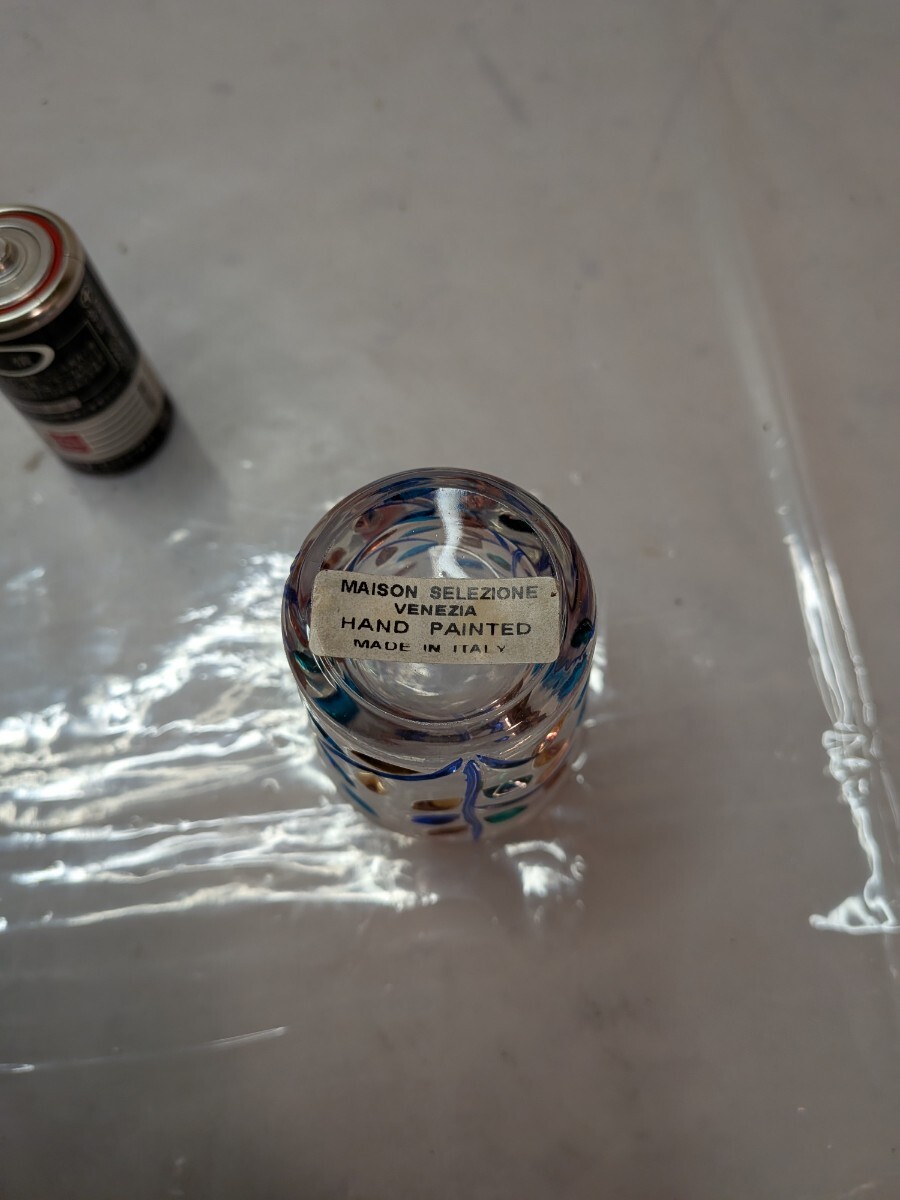 MAISON SELEZIONE
VENEZIA
HAND PAINTED
MADE IN ITALY